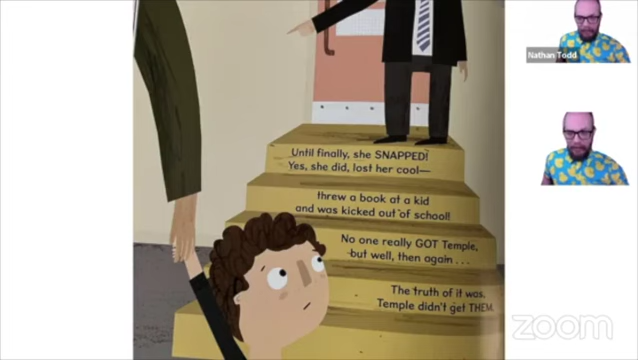 Until finally, she SNAPPED!
Yes, she did, lost her cool—
threw a book at a kid
and was kicked out of school!
No one really GOT Temple,
but well, then again . . .
The truth of it was,
Temple didn't get THEM.
Nathan Todd
zoom